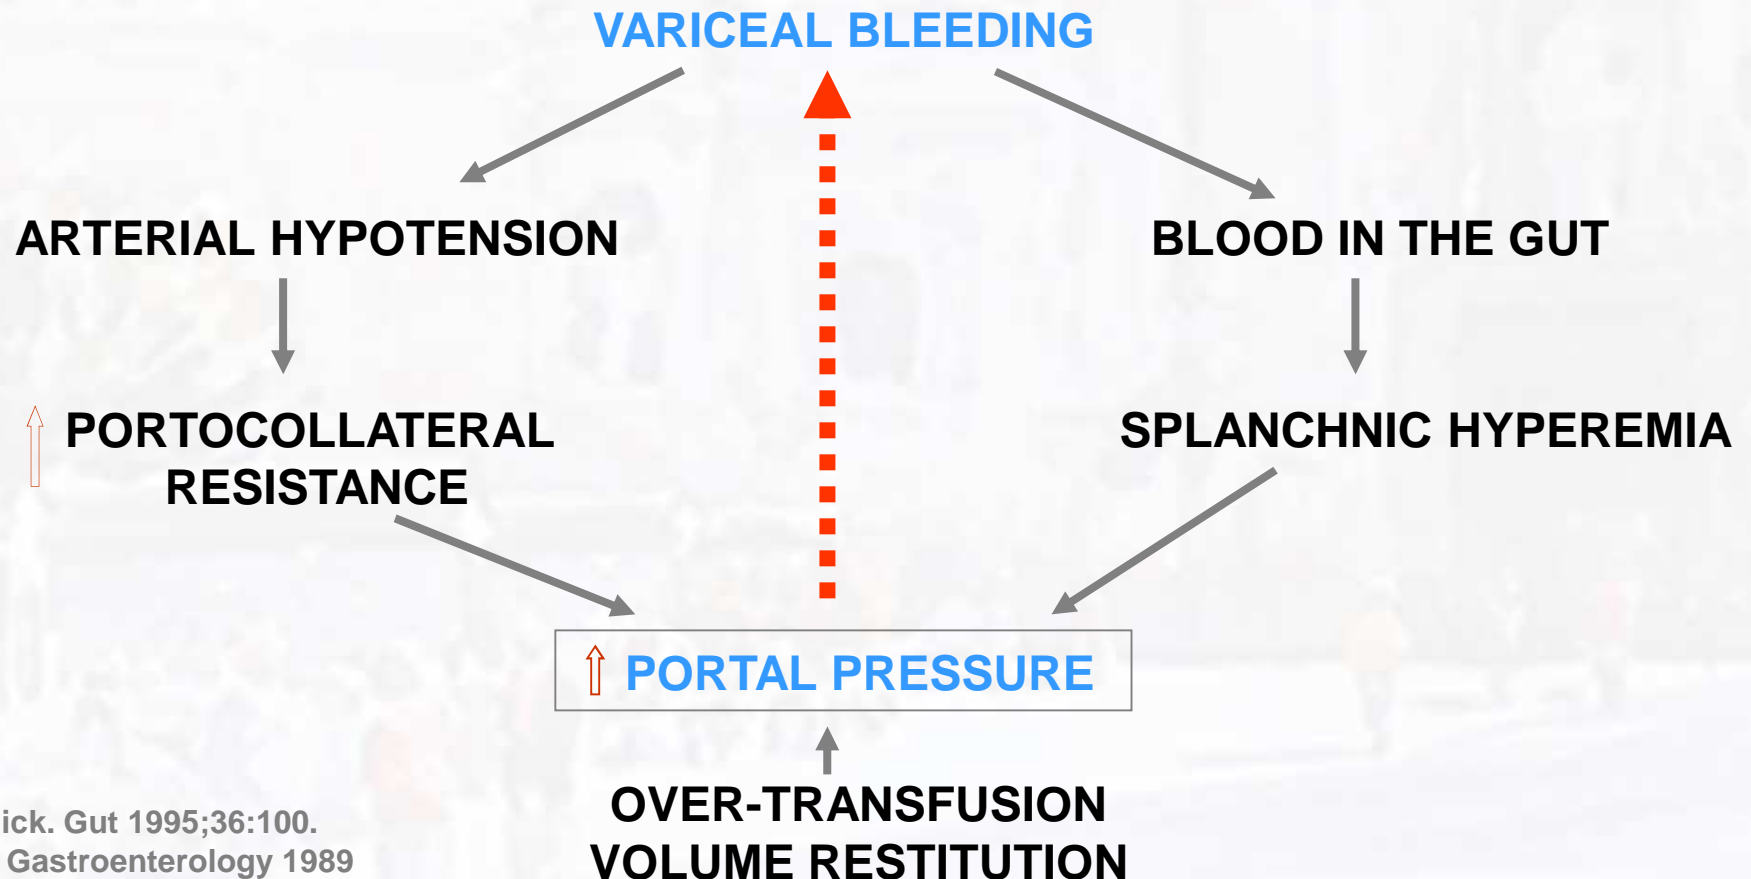 VARICEAL BLEEDING
ARTERIAL HYPOTENSION
BLOOD IN THE GUT
PORTOCOLLATERAL
RESISTANCE
SPLANCHNIC HYPEREMIA
PORTAL PRESSURE
OVER-TRANSFUSION
VOLUME RESTITUTION
ick. Gut 1995;36:100.
Gastroenterology 1989